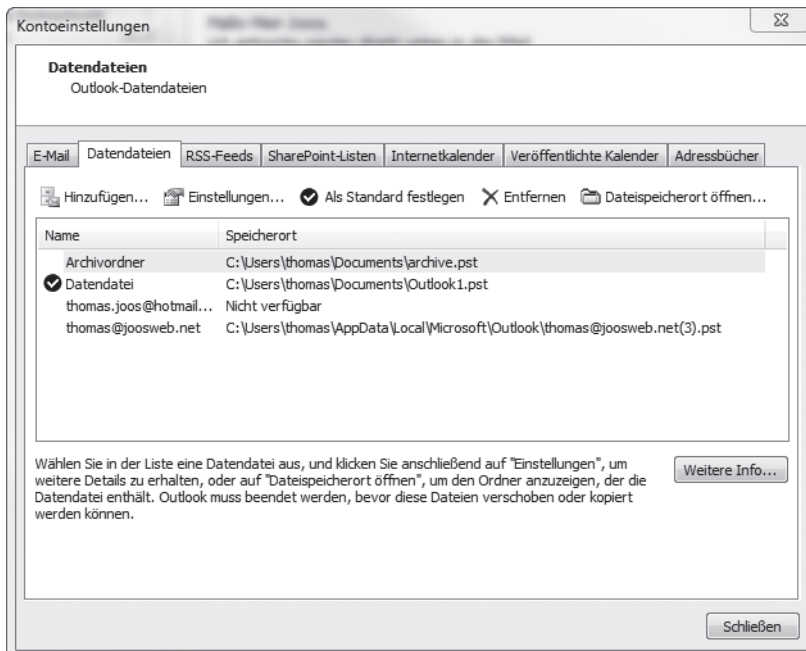 Kontoeinstellungen
Datendateien
Outlook-Datendateien
E-Mail Datendateien RSS-Feeds SharePoint-Listen Internetkalender Veröffentlichte Kalender Adressbücher
Hinzufügen... Einstellungen... Als Standard festlegen Entfernen Dateispeicherort öffnen...
Name Speicherort
Archivordner C:\Users\thomas\Documents\archive.pst
Datendatei C:\Users\thomas\Documents\Outlook1.pst
thomas.joos@hotmail... Nicht verfügbar
thomas@joosweb.net C:\Users\thomas\AppData\Local\Microsoft\Outlook\thomas@joosweb.net(3).pst
Wählen Sie in der Liste eine Datendatei aus, und klicken Sie anschließend auf "Einstellungen", um
weitere Details zu erhalten, oder auf "Dateispeicherort öffnen", um den Ordner anzuzeigen, der die
Datendatei enthält. Outlook muss beendet werden, bevor diese Dateien verschoben oder kopiert
werden können.
Weitere Info...
Schließen